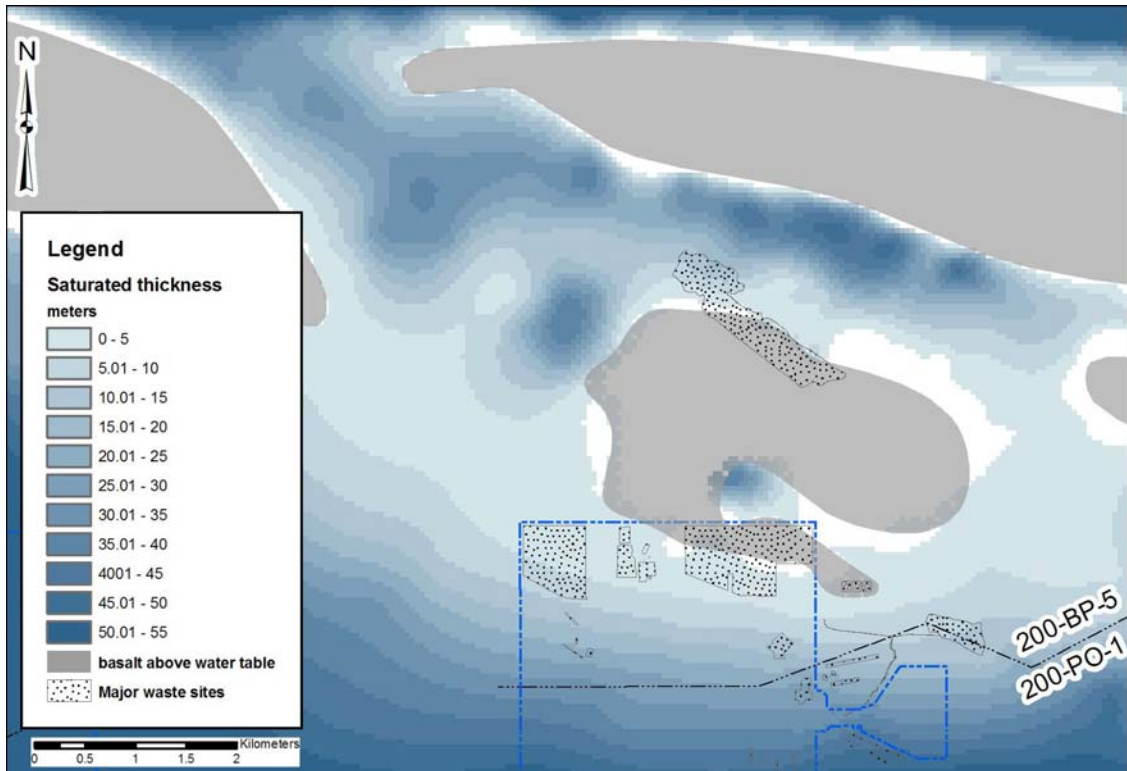 N
Legend
Saturated thickness
meters
0 - 5
5.01 - 10
10.01 - 15
15.01 - 20
20.01 - 25
25.01 - 30
30.01 - 35
35.01 - 40
4001 - 45
45.01 - 50
50.01 - 55
basalt above water table
Major waste sites
Kilometers
0 0.5 1 1.5 2
200-BP-5
200-PO-1